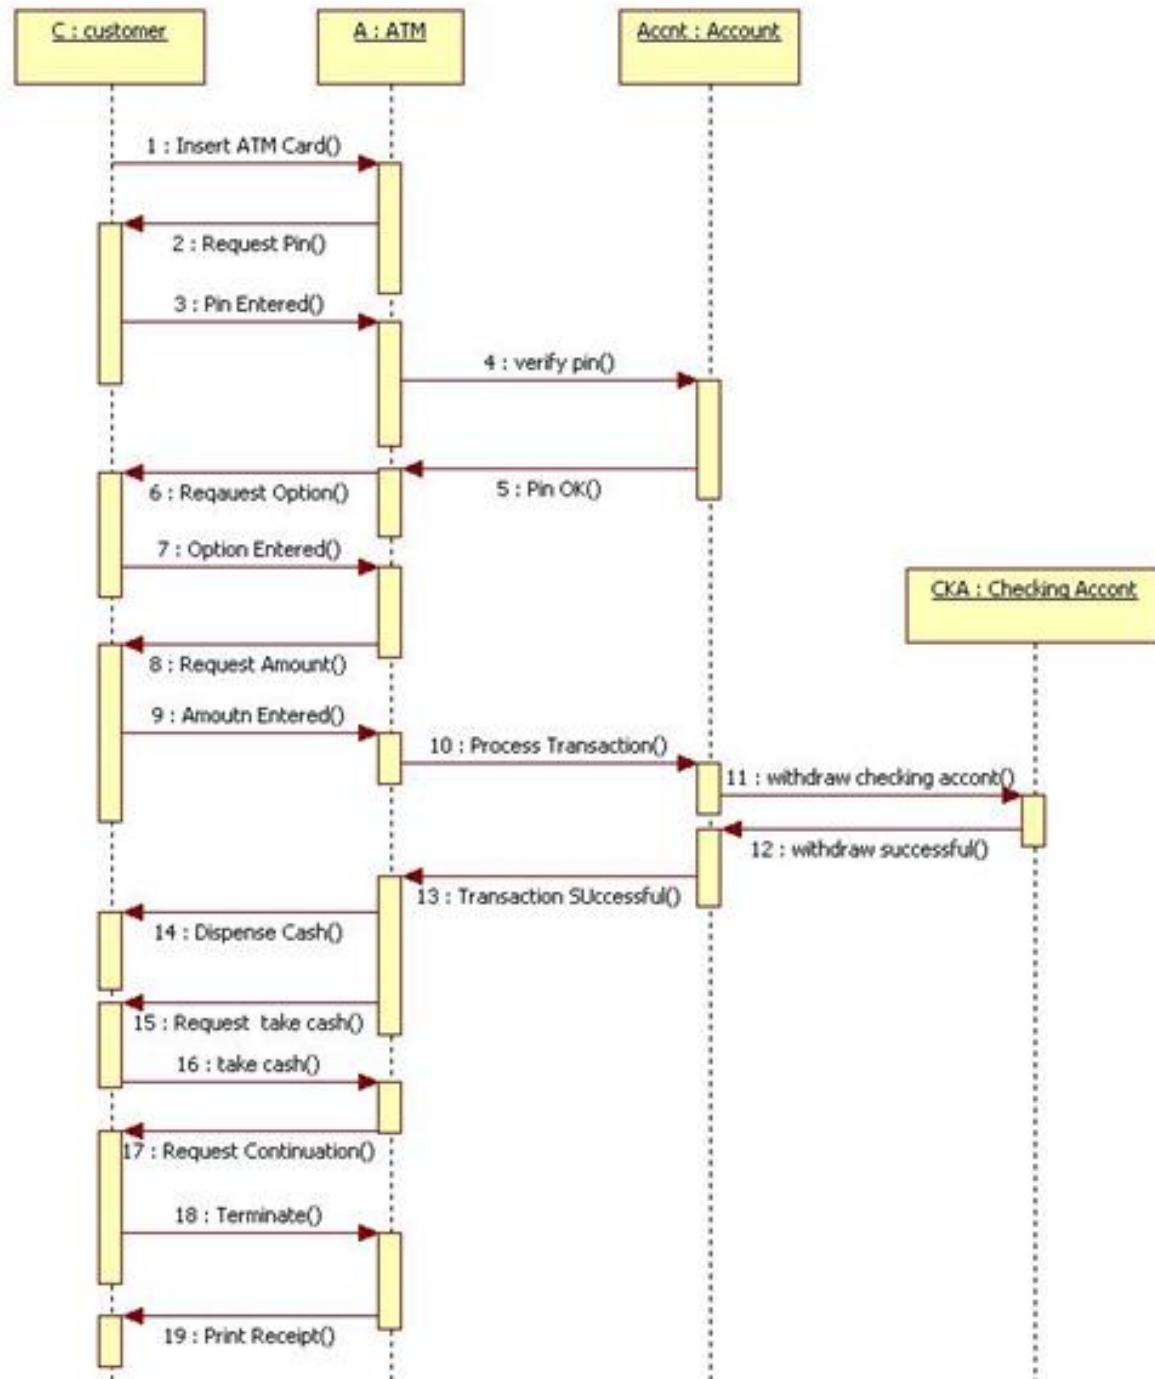 C : customer
A : ATM
Accnt : Account
1 : Insert ATM Card()
2 : Request Pin()
3 : Pin Entered()
4 : verify pin()
5 : Pin OK()
6 : Reqauest Option()
7 : Option Entered()
CKA : Checking Accont
8 : Request Amount()
9 : Amoutn Entered()
10 : Process Transaction()
11 : withdraw checking accont()
12 : withdraw successful()
13 : Transaction SUccessful()
14 : Dispense Cash()
15 : Request  take cash()
16 : take cash()
17 : Request Continuation()
18 : Terminate()
19 : Print Receipt()